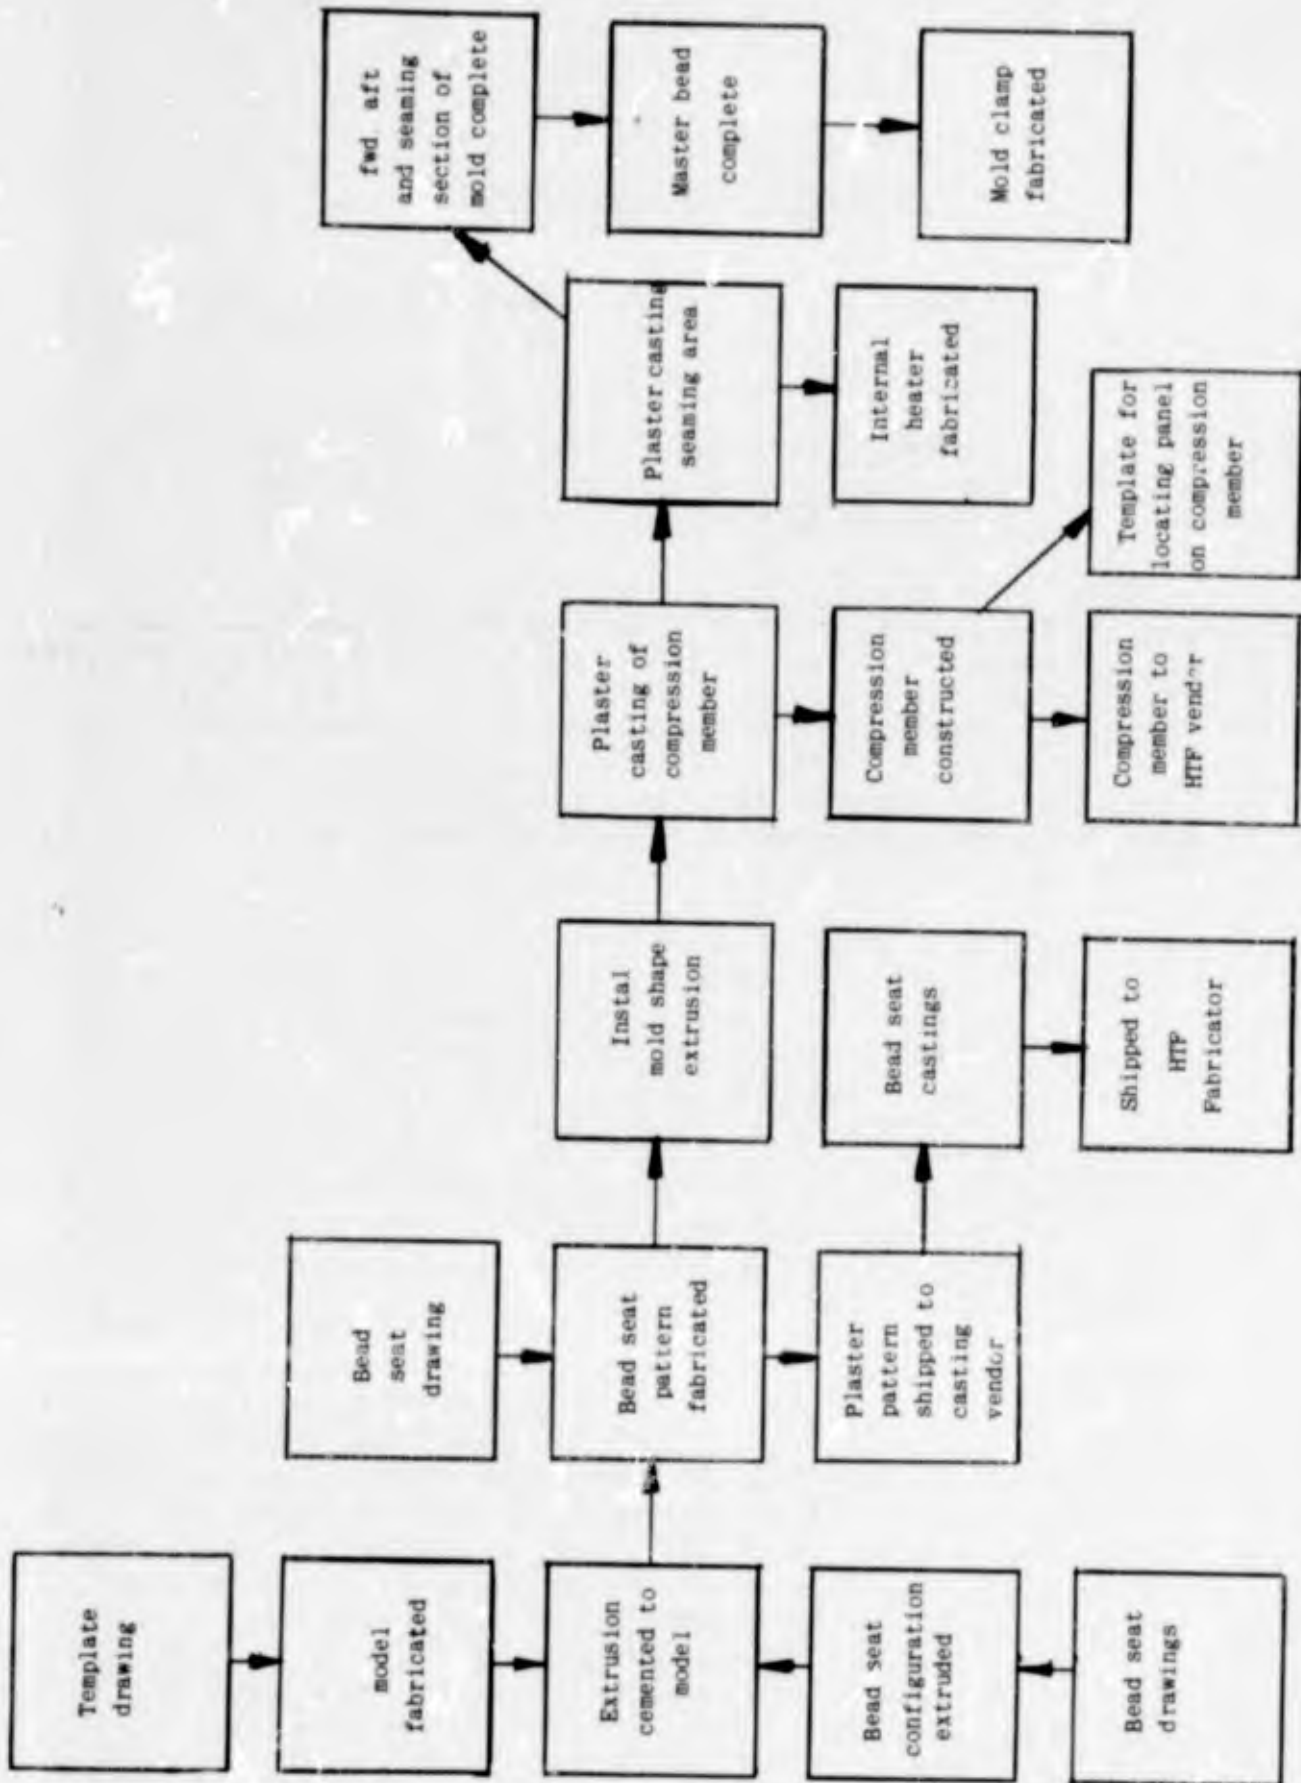 Template
drawing
model
fabricated
Bead
seat
drawing
fwd. aft
and seaming
section of
mold complete
Extrusion
cemented to
model
Bead seat
pattern
fabricated
Instal
mold shape
extrusion
Plaster
casting of
compression
member
Plaster casting
seaming area
Master bead
complete
Bead seat
configuration
extruded
Plaster
pattern
shipped to
casting
vendor
Bead seat
castings
Compression
member
constructed
Internal
heater
fabricated
Mold clamp
fabricated
Bead seat
drawings
Shipped to
HTF
Fabricator
Compression
member to
HTF vendor
Template for
locating panel
on compression
member